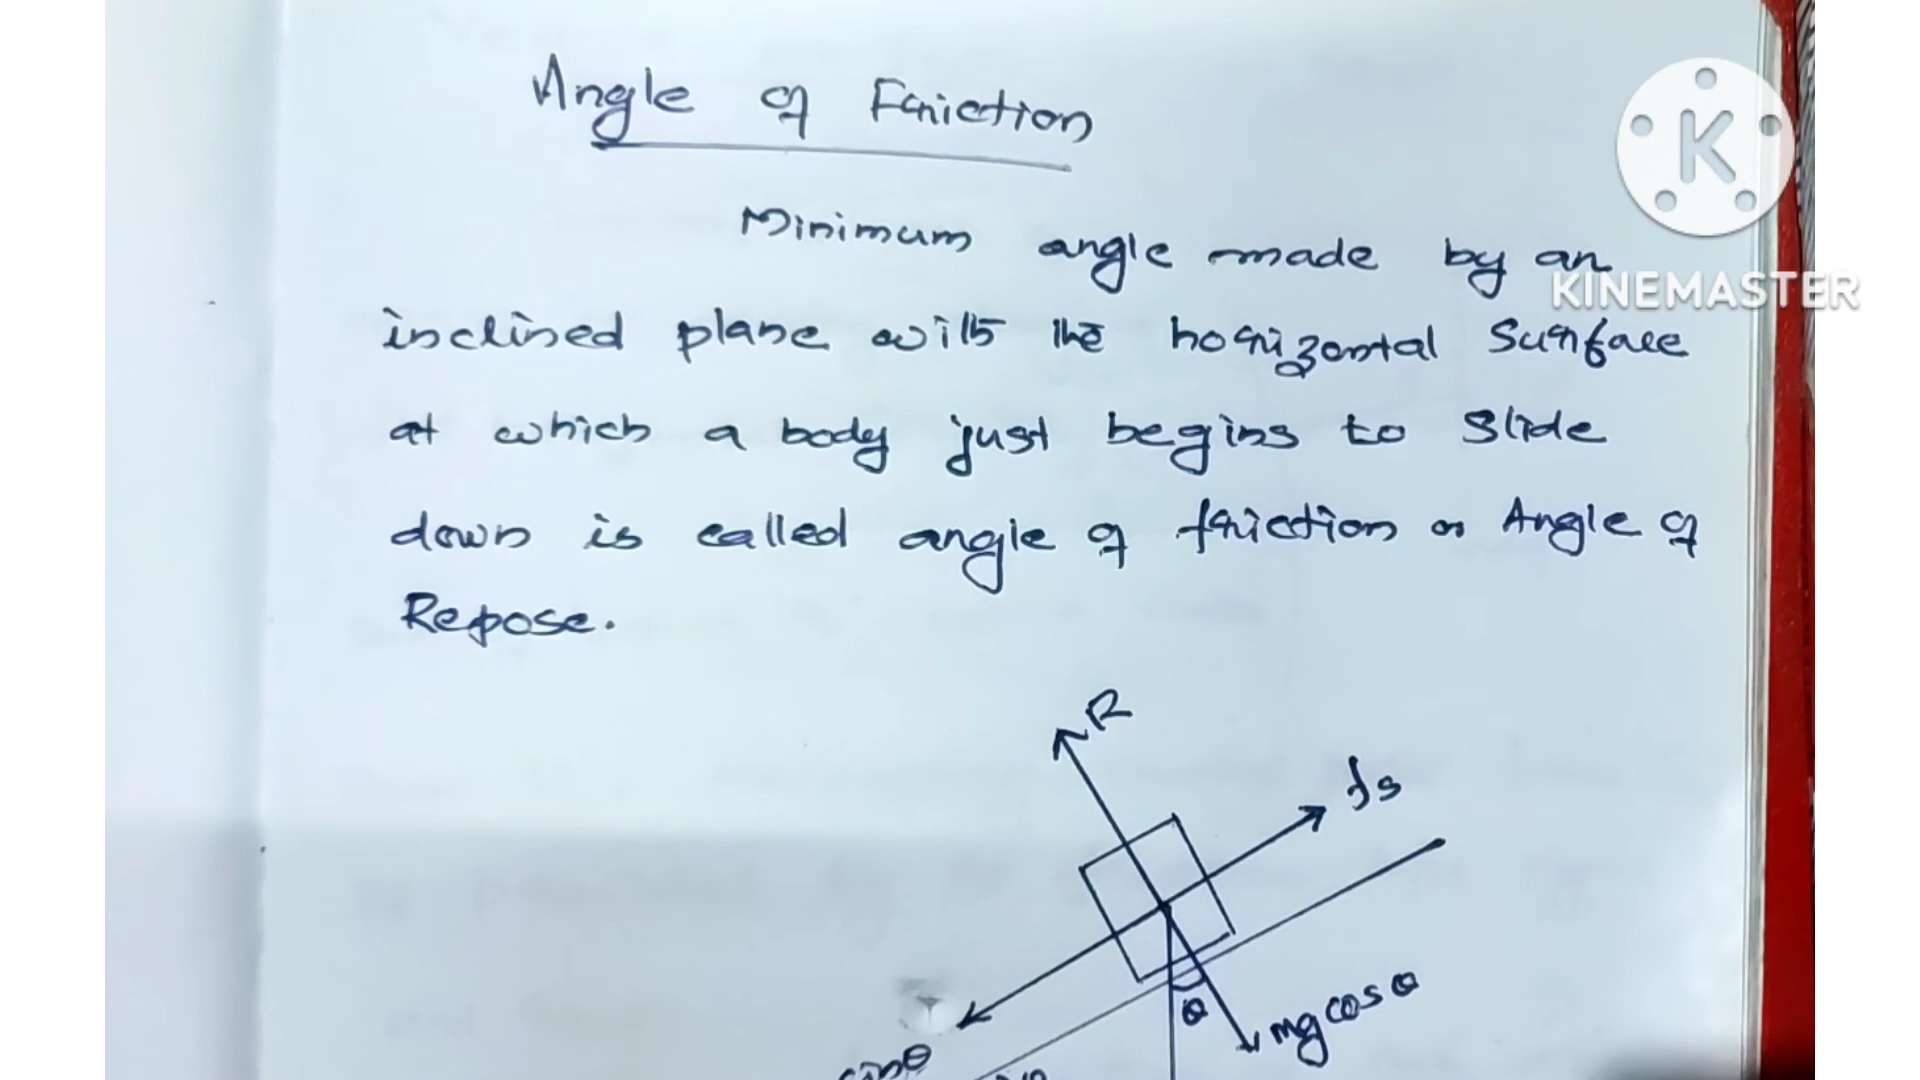 Angle of Friction
Minimum angle made by an
inclined plane with the horizontal Surface
at which a body just begins to slide
down is called angle of friction or Angle of
Repose.
R
fs
θ
mg cos θ
sinθ
K
KINEMASTER